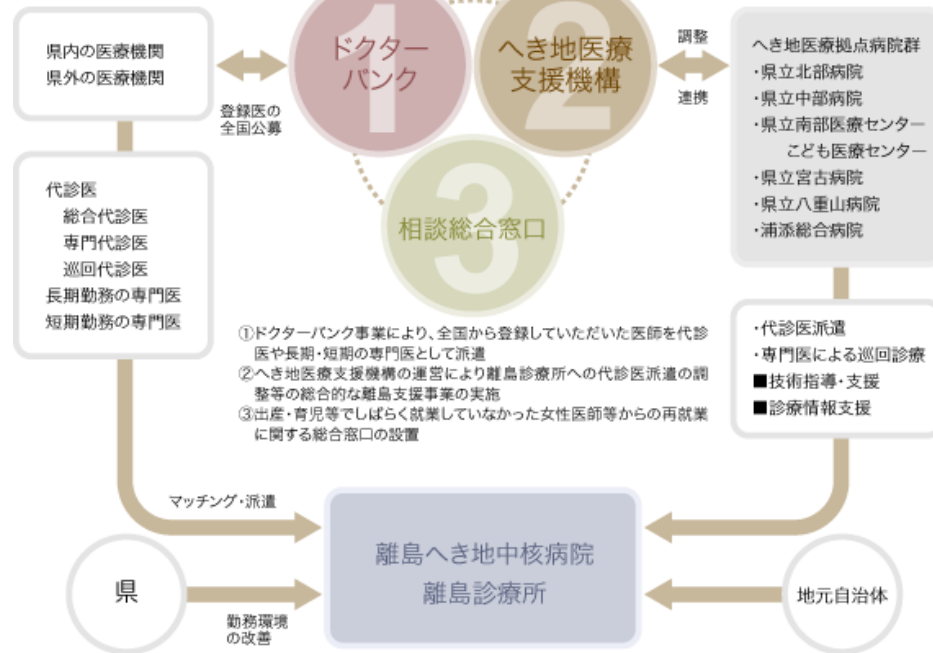 県内の医療機関
県外の医療機関
登録医の
全国公募
1
ドクター
バンク
2
へき地医療
支援機構
調整
連携
へき地医療拠点病院群
・県立北部病院
・県立中部病院
・県立南部医療センター
こども医療センター
・県立宮古病院
・県立八重山病院
・浦添総合病院
代診医
総合代診医
専門代診医
巡回代診医
長期勤務の専門医
短期勤務の専門医
3
相談総合窓口
①ドクターバンク事業により、全国から登録していただいた医師を代診
医や長期・短期の専門医として派遣
②へき地医療支援機構の運営により離島診療所への代診医派遣の調
整等の総合的な離島支援事業の実施
③出産・育児等でしばらく就業していなかった女性医師等からの再就業
に関する総合窓口の設置
・代診医派遣
・専門医による巡回診療
■技術指導・支援
■診療情報支援
マッチング・派遣
離島へき地中核病院
離島診療所
県
勤務環境
の改善
地元自治体